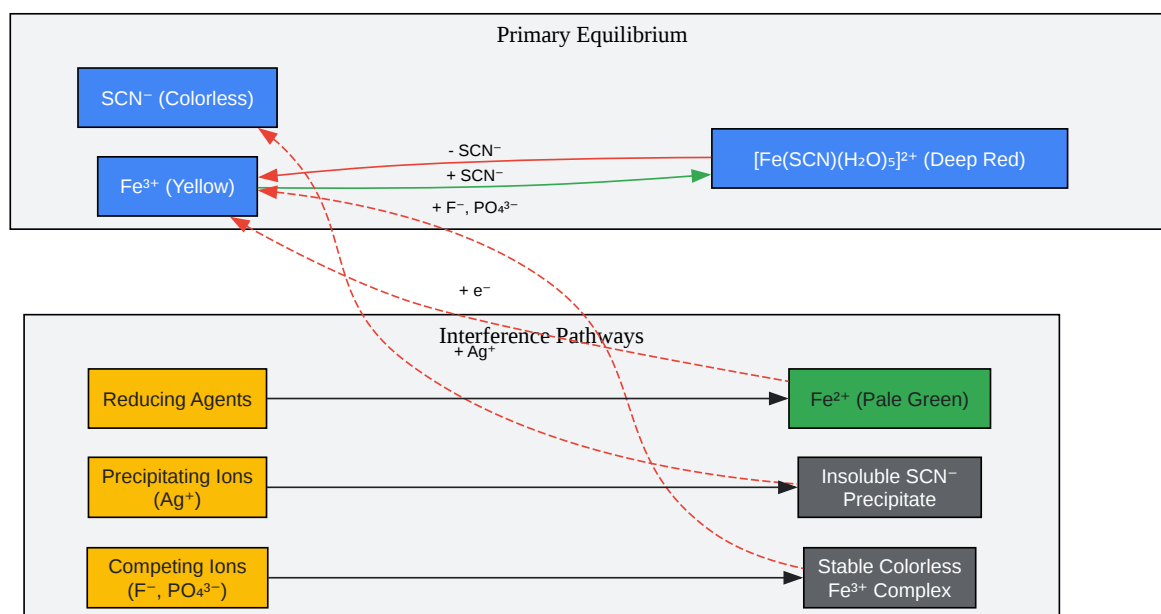 Primary Equilibrium
SCN⁻ (Colorless)
Fe³⁺ (Yellow)
- SCN⁻
+ SCN⁻
+ F⁻, PO₄³⁻
[Fe(SCN)(H₂O)₅]²⁺ (Deep Red)
+ e⁻
Interference Pathways
+ Ag⁺
Reducing Agents
Fe²⁺ (Pale Green)
Precipitating Ions
(Ag⁺)
Insoluble SCN⁻
Precipitate
Competing Ions
(F⁻, PO₄³⁻)
Stable Colorless
Fe³⁺ Complex